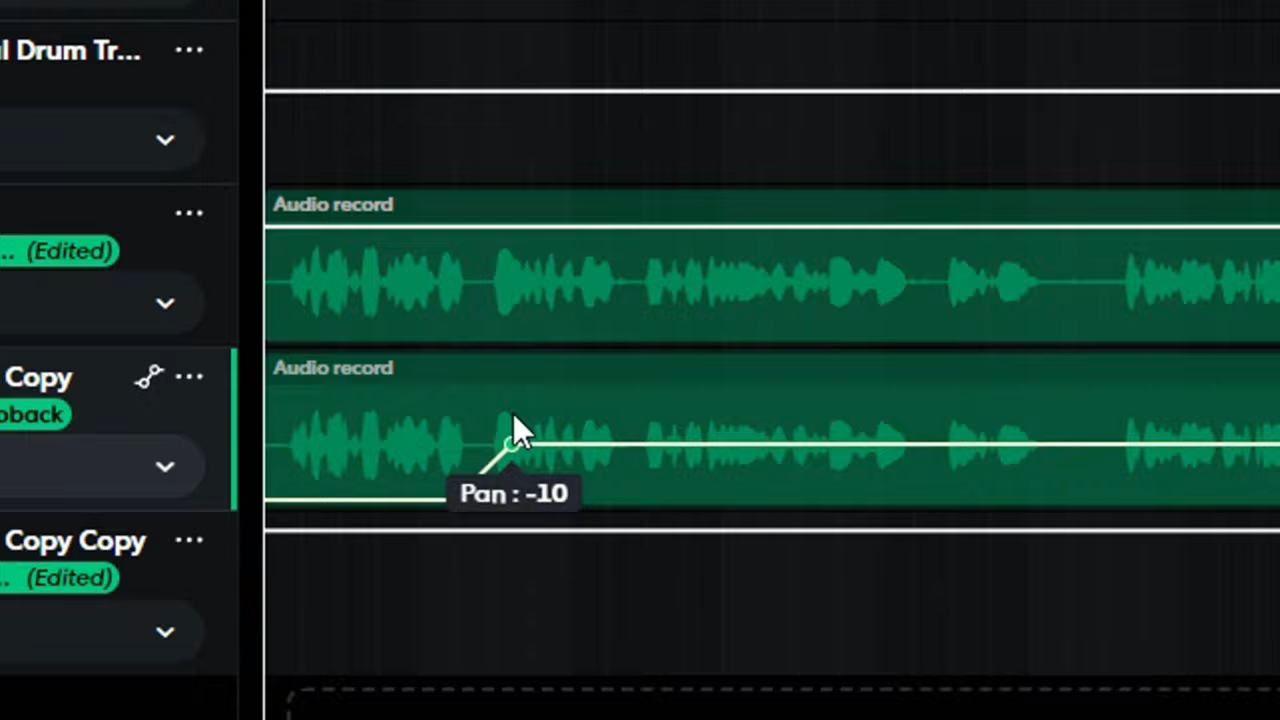 l Drum Tr...
Audio record
.. (Edited)
Copy
Audio record
oback
Pan : -10
Copy Copy
.. (Edited)